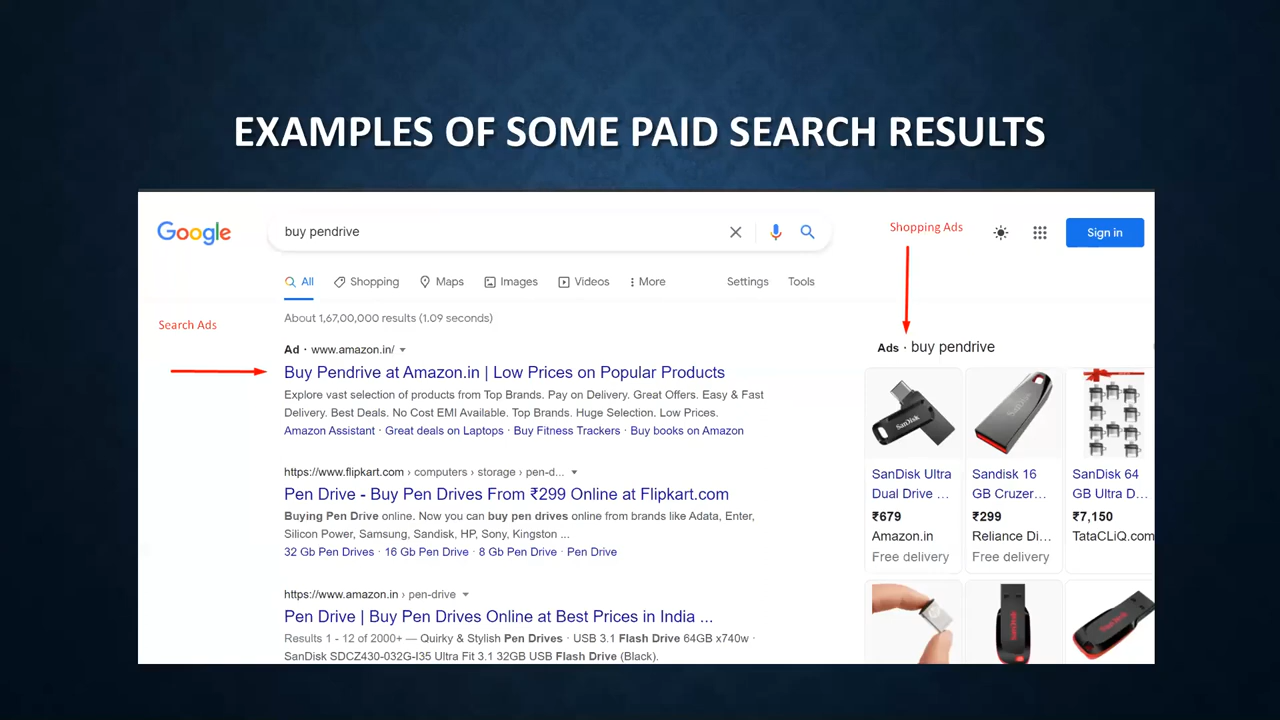 EXAMPLES OF SOME PAID SEARCH RESULTS
Google
buy pendrive
Shopping Ads
Sign in
All
Shopping
Maps
Images
Videos
More
Settings
Tools
About 1,67,00,000 results (1.09 seconds)
Search Ads
Ad · www.amazon.in/
Buy Pendrive at Amazon.in | Low Prices on Popular Products
Explore vast selection of products from Top Brands. Pay on Delivery. Great Offers. Easy & Fast
Delivery. Best Deals. No Cost EMI Available. Top Brands. Huge Selection. Low Prices.
Amazon Assistant · Great deals on Laptops · Buy Fitness Trackers · Buy books on Amazon
https://www.flipkart.com › computers › storage › pen-d...
Pen Drive - Buy Pen Drives From ₹299 Online at Flipkart.com
Buying Pen Drive online. Now you can buy pen drives online from brands like Adata, Enter,
Silicon Power, Samsung, Sandisk, HP, Sony, Kingston ...
32 Gb Pen Drives · 16 Gb Pen Drive · 8 Gb Pen Drive · Pen Drive
https://www.amazon.in › pen-drive
Pen Drive | Buy Pen Drives Online at Best Prices in India ...
Results 1 - 12 of 2000+ — Quirky & Stylish Pen Drives · USB 3.1 Flash Drive 64GB x740w ·
SanDisk SDCZ430-032G-I35 Ultra Fit 3.1 32GB USB Flash Drive (Black).
Ads · buy pendrive
SanDisk
SanDisk
SanDisk Ultra
Dual Drive ...
₹679
Amazon.in
Free delivery
Sandisk 16
GB Cruzer...
₹299
Reliance Di...
Free delivery
SanDisk 64
GB Ultra D...
₹7,150
TataCLiQ.com
SanDisk
SanDisk